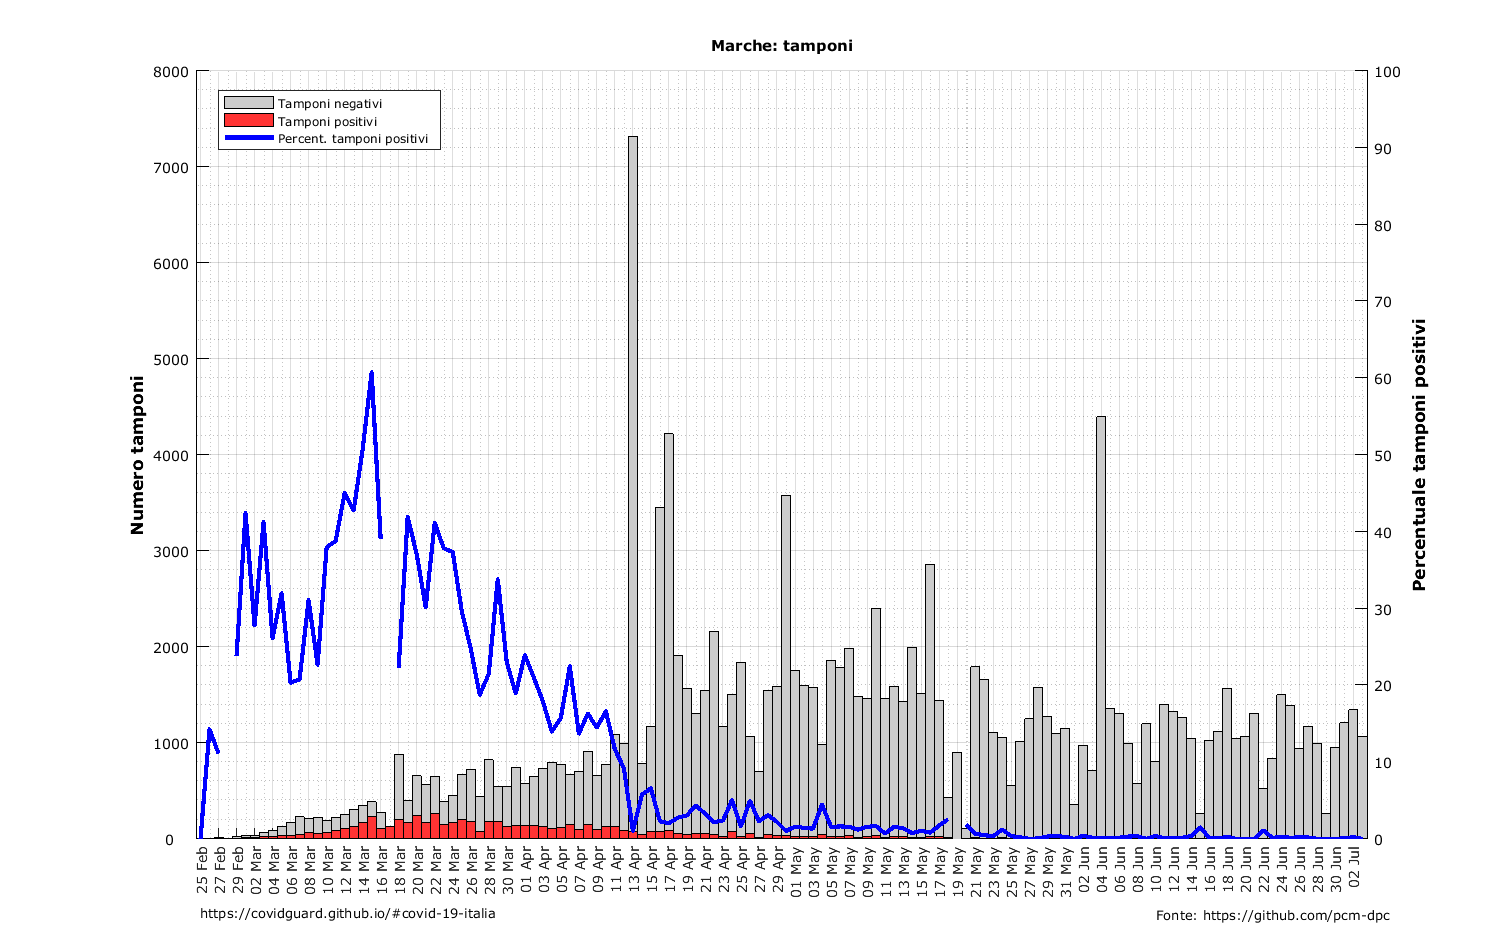 Marche: tamponi
8000
7000
6000
5000
4000
3000
2000
1000
0
Numero tamponi
Tamponi negativi
Tamponi positivi
Percent. tamponi positivi
100
90
80
70
60
50
40
30
20
10
0
Percentuale tamponi positivi
25 Feb
27 Feb
29 Feb
02 Mar
04 Mar
06 Mar
08 Mar
10 Mar
12 Mar
14 Mar
16 Mar
18 Mar
20 Mar
22 Mar
24 Mar
26 Mar
28 Mar
30 Mar
01 Apr
03 Apr
05 Apr
07 Apr
09 Apr
11 Apr
13 Apr
15 Apr
17 Apr
19 Apr
21 Apr
23 Apr
25 Apr
27 Apr
29 Apr
01 May
03 May
05 May
07 May
09 May
11 May
13 May
15 May
17 May
19 May
21 May
23 May
25 May
27 May
29 May
31 May
02 Jun
04 Jun
06 Jun
08 Jun
10 Jun
12 Jun
14 Jun
16 Jun
18 Jun
20 Jun
22 Jun
24 Jun
26 Jun
28 Jun
30 Jun
02 Jul
https://covidguard.github.io/#covid-19-italia
Fonte: https://github.com/pcm-dpc